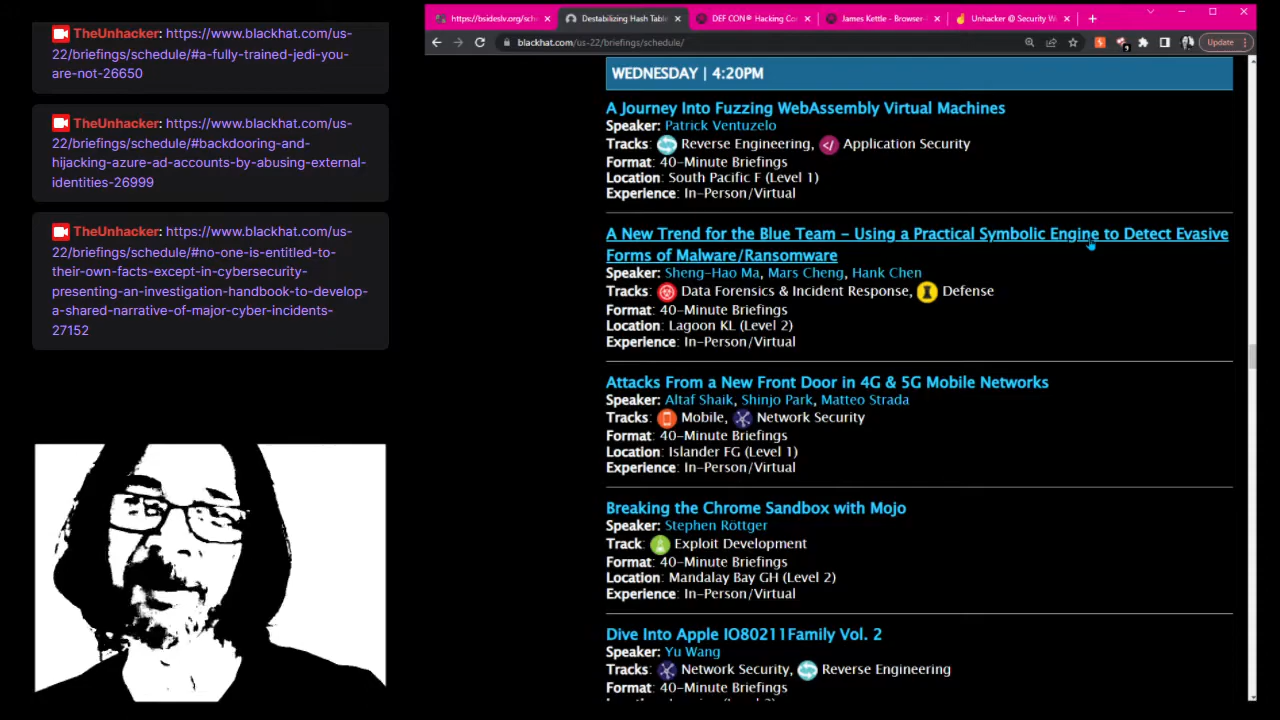 TheUnhacker: https://www.blackhat.com/us-
22/briefings/schedule/#a-fully-trained-jedi-you-
are-not-26650
TheUnhacker: https://www.blackhat.com/us-
22/briefings/schedule/#backdooring-and-
hijacking-azure-ad-accounts-by-abusing-external-
identities-26999
TheUnhacker: https://www.blackhat.com/us-
22/briefings/schedule/#no-one-is-entitled-to-
their-own-facts-except-in-cybersecurity-
presenting-an-investigation-handbook-to-develop-
a-shared-narrative-of-major-cyber-incidents-
27152
https://bsideslv.org/sch
Destabilizing Hash Table
DEF CON® Hacking Co
James Kettle - Browser-
Unhacker @ Security W
blackhat.com/us-22/briefings/schedule/
Update
WEDNESDAY | 4:20PM
A Journey Into Fuzzing WebAssembly Virtual Machines
Speaker: Patrick Ventuzelo
Tracks: Reverse Engineering, Application Security
Format: 40-Minute Briefings
Location: South Pacific F (Level 1)
Experience: In-Person/Virtual
A New Trend for the Blue Team – Using a Practical Symbolic Engine to Detect Evasive
Forms of Malware/Ransomware
Speaker: Sheng-Hao Ma, Mars Cheng, Hank Chen
Tracks: Data Forensics & Incident Response, Defense
Format: 40-Minute Briefings
Location: Lagoon KL (Level 2)
Experience: In-Person/Virtual
Attacks From a New Front Door in 4G & 5G Mobile Networks
Speaker: Altaf Shaik, Shinjo Park, Matteo Strada
Tracks: Mobile, Network Security
Format: 40-Minute Briefings
Location: Islander FG (Level 1)
Experience: In-Person/Virtual
Breaking the Chrome Sandbox with Mojo
Speaker: Stephen Röttger
Track: Exploit Development
Format: 40-Minute Briefings
Location: Mandalay Bay GH (Level 2)
Experience: In-Person/Virtual
Dive Into Apple IO80211Family Vol. 2
Speaker: Yu Wang
Tracks: Network Security, Reverse Engineering
Format: 40-Minute Briefings